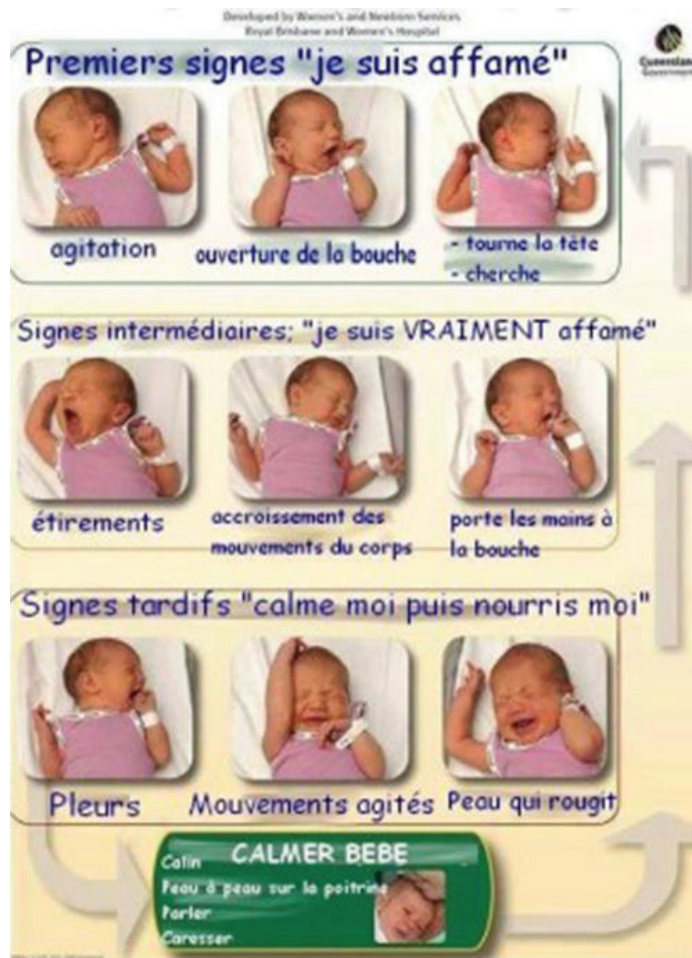 Developed by Women's and Newborn Services
Royal Brisbane and Women's Hospital
Queensland
Government
Premiers signes "je suis affamé"
agitation
ouverture de la bouche
- tourne la tête
- cherche
Signes intermédiaires; "je suis VRAIMENT affamé"
étirements
accroissement des
mouvements du corps
porte les mains à
la bouche
Signes tardifs "calme moi puis nourris moi"
Pleurs
Mouvements agités
Peau qui rougit
CALMER BEBE
Calin
Peau à peau sur la poitrine
Parler
Caresser